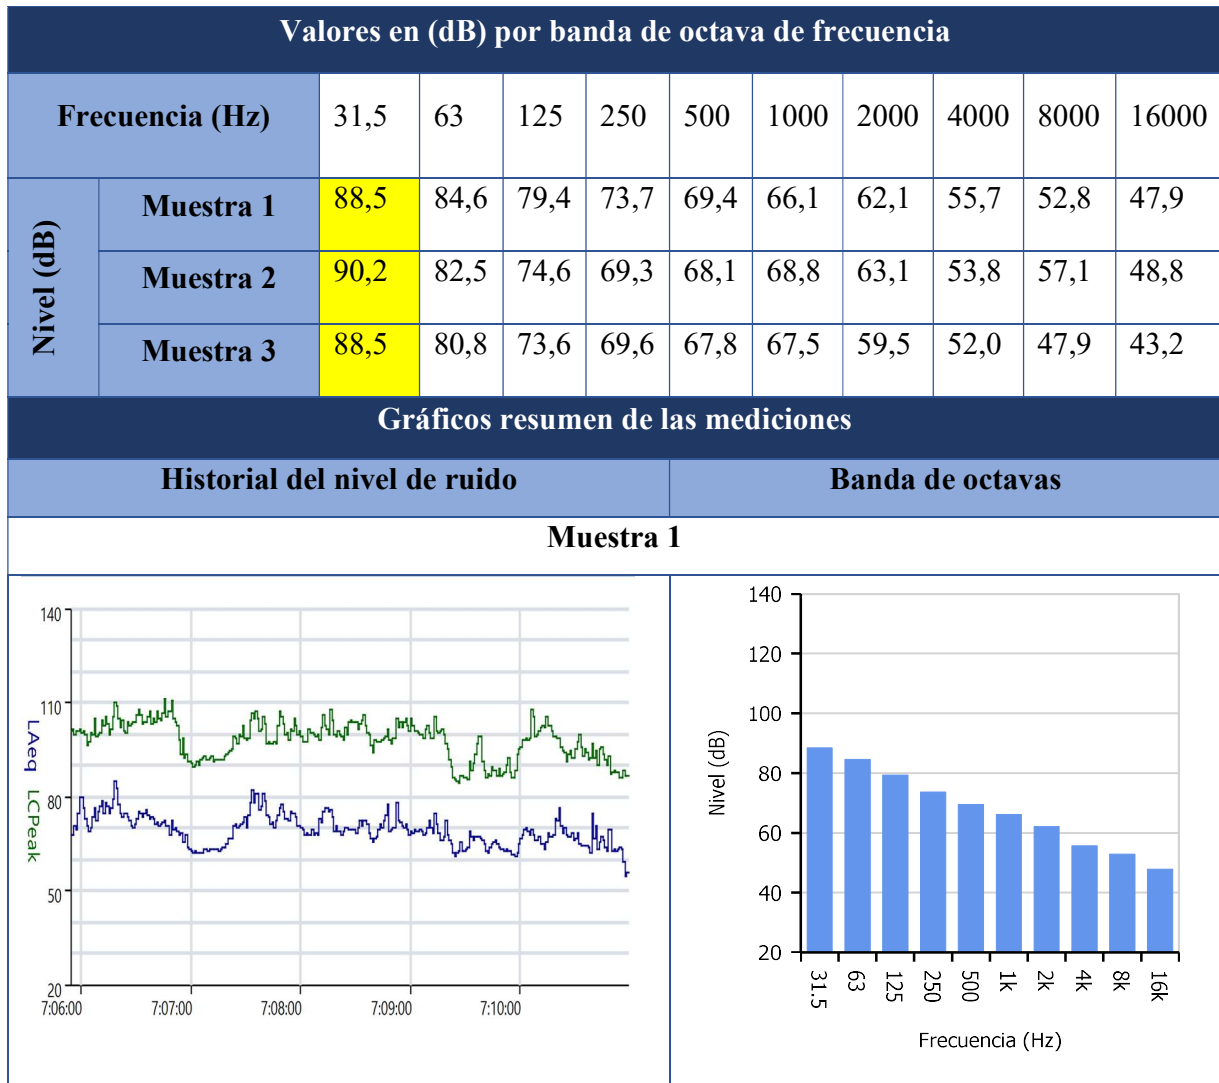 Valores en (dB) por banda de octava de frecuencia
Frecuencia (Hz) 31,5 63 125 250 500 1000 2000 4000 8000 16000
Nivel (dB)
Muestra 1 88,5 84,6 79,4 73,7 69,4 66,1 62,1 55,7 52,8 47,9
Muestra 2 90,2 82,5 74,6 69,3 68,1 68,8 63,1 53,8 57,1 48,8
Muestra 3 88,5 80,8 73,6 69,6 67,8 67,5 59,5 52,0 47,9 43,2
Gráficos resumen de las mediciones
Historial del nivel de ruido Banda de octavas
Muestra 1
LAeq LCPeak
140
110
80
50
20
7:06:00 7:07:00 7:08:00 7:09:00 7:10:00
Nivel (dB)
140
120
100
80
60
40
20
31.5 63 125 250 500 1k 2k 4k 8k 16k
Frecuencia (Hz)